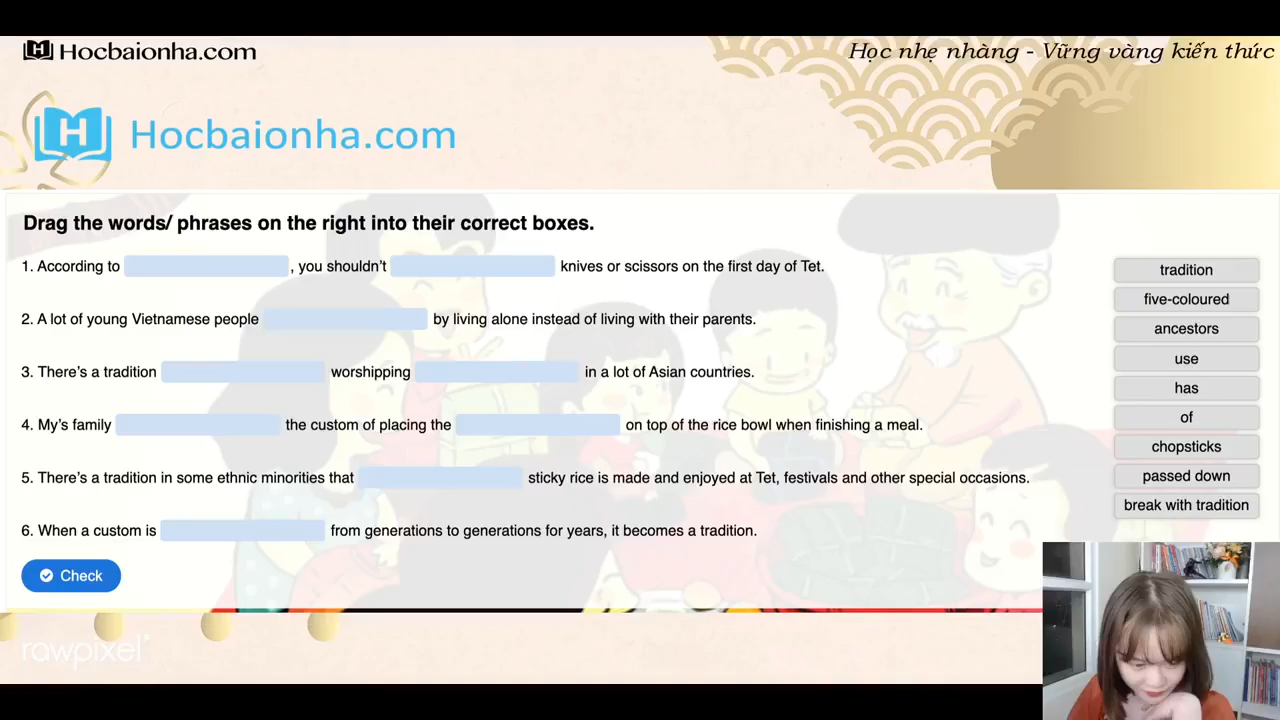 Hocbaionha.com
Học nhẹ nhàng - Vững vàng kiến thức
Hocbaionha.com
Drag the words/ phrases on the right into their correct boxes.
1. According to , you shouldn't knives or scissors on the first day of Tet.
2. A lot of young Vietnamese people by living alone instead of living with their parents.
3. There's a tradition worshipping in a lot of Asian countries.
4. My's family the custom of placing the on top of the rice bowl when finishing a meal.
5. There's a tradition in some ethnic minorities that sticky rice is made and enjoyed at Tet, festivals and other special occasions.
6. When a custom is from generations to generations for years, it becomes a tradition.
Check
tradition
five-coloured
ancestors
use
has
of
chopsticks
passed down
break with tradition
rawpixel